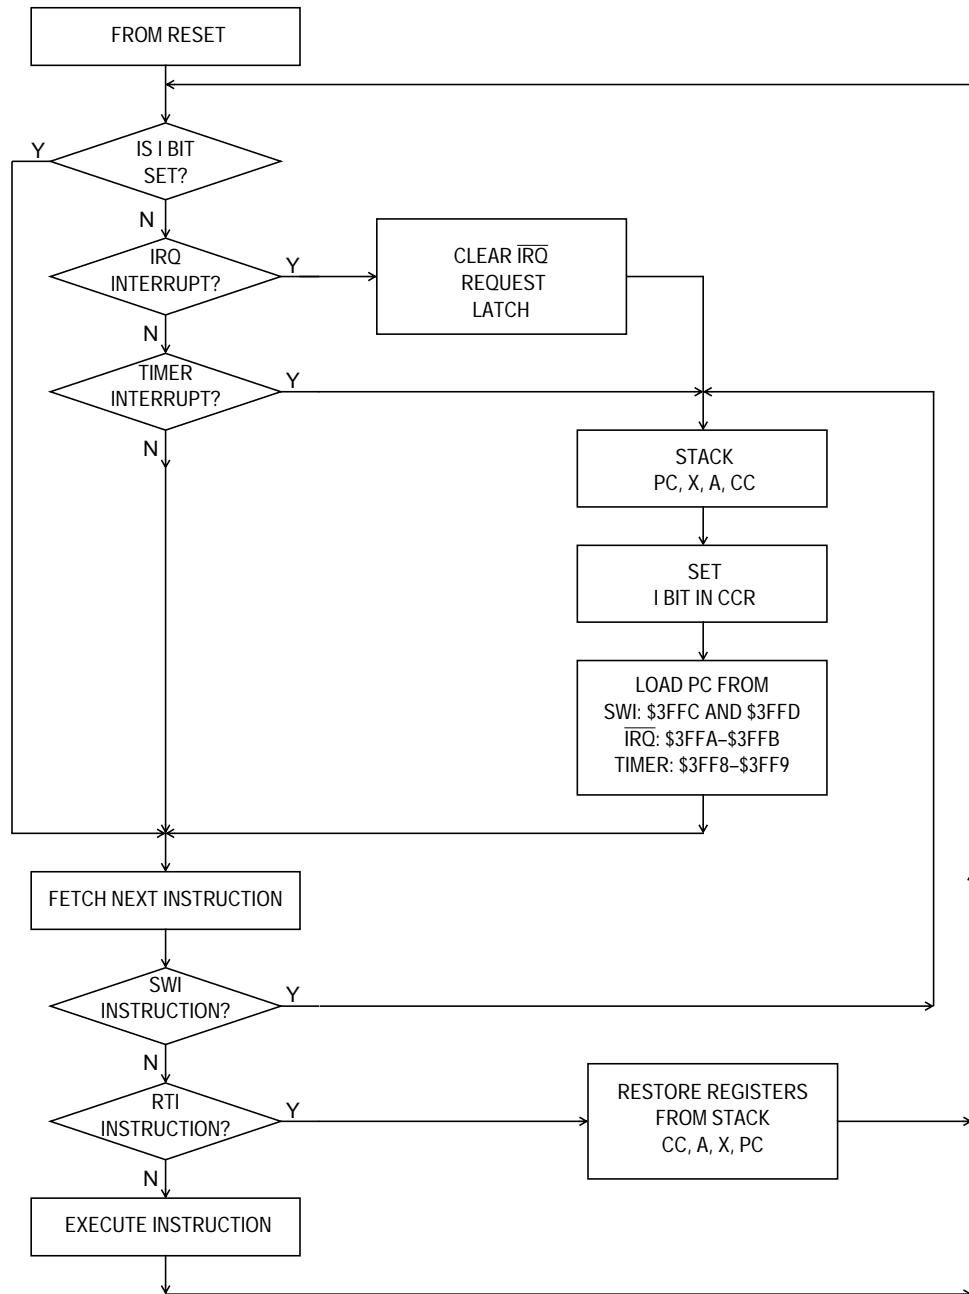 FROM RESET
IS I BIT
SET?
Y
N
IRQ
INTERRUPT?
Y
N
CLEAR IRQ
REQUEST
LATCH
TIMER
INTERRUPT?
Y
N
STACK
PC, X, A, CC
SET
I BIT IN CCR
LOAD PC FROM
SWI: $3FFC AND $3FFD
IRQ: $3FFA–$3FFB
TIMER: $3FF8–$3FF9
FETCH NEXT INSTRUCTION
SWI
INSTRUCTION?
Y
N
RTI
INSTRUCTION?
Y
N
RESTORE REGISTERS
FROM STACK
CC, A, X, PC
EXECUTE INSTRUCTION